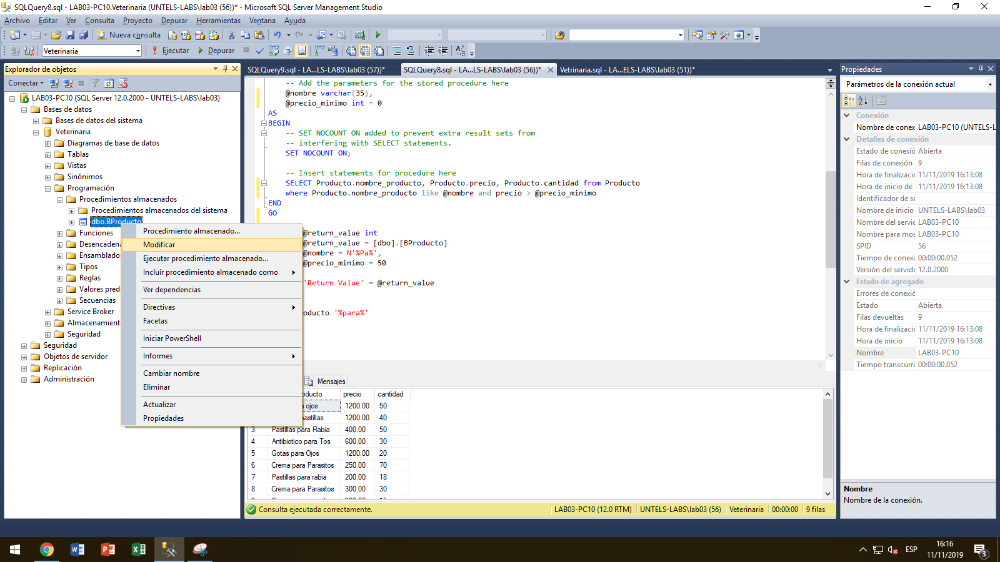 SQLQuery8.sql - LAB03-PC10.Veterinaria (UNTELS-LABS\lab03 (56))* - Microsoft SQL Server Management Studio
Archivo Editar Ver Consulta Proyecto Depurar Herramientas Ventana Ayuda
Nueva consulta
Veterinaria Ejecutar Depurar
Explorador de objetos
Conectar
LAB03-PC10 (SQL Server 12.0.2000 - UNTELS-LABS\lab03)
Bases de datos
Bases de datos del sistema
Veterinaria
Diagramas de base de datos
Tablas
Vistas
Sinónimos
Programación
Procedimientos almacenados
Procedimientos almacenados del sistema
dbo.BProducto
Funciones
Desencadena
Ensamblado
Tipos
Reglas
Valores pred
Secuencias
Service Broker
Almacenamient
Seguridad
Seguridad
Objetos de servidor
Replicación
Administración
Procedimiento almacenado...
Modificar
Ejecutar procedimiento almacenado...
Incluir procedimiento almacenado como
Ver dependencias
Directivas
Facetas
Iniciar PowerShell
Informes
Cambiar nombre
Eliminar
Actualizar
Propiedades
SQLQuery9.sql - LA...LS-LABS\lab03 (57))* SQLQuery8.sql - LA...LS-LABS\lab03 (56))* Vetrinaria.sql - LA...ELS-LABS\lab03 (51))*
-- Add the parameters for the stored procedure here
@nombre varchar(35),
@precio_minimo int = 0
AS
BEGIN
-- SET NOCOUNT ON added to prevent extra result sets from
-- interfering with SELECT statements.
SET NOCOUNT ON;
-- Insert statements for procedure here
SELECT Producto.nombre_producto, Producto.precio, Producto.cantidad from Producto
where Producto.nombre_producto like @nombre and precio > @precio_minimo
END
GO
@return_value int
@return_value = [dbo].[BProducto]
@nombre = N'%Pa%',
@precio_minimo = 50
'Return Value' = @return_value
oducto '%para%'
Mensajes
oducto precio cantidad
a ojos 1200.00 50
pastillas 1200.00 40
3 Pastillas para Rabia 400.00 50
4 Antibiotico para Tos 600.00 30
5 Gotas para Ojos 1200.00 20
6 Crema para Parasitos 250.00 70
7 Pastillas para rabia 200.00 18
8 Crema para Parasitos 300.00 30
Consulta ejecutada correctamente. LAB03-PC10 (12.0 RTM) UNTELS-LABS\lab03 (56) Veterinaria 00:00:00 9 filas
Propiedades
Parámetros de la conexión actual
Conexión
Nombre de conex LAB03-PC10 (UNTELS-L
Detalles de conexión
Estado de conexió Abierta
Filas de conexión 9
Hora de finalizaci 11/11/2019 16:13:08
Hora de inicio de 11/11/2019 16:13:08
Identificador de se
Nombre de inicio UNTELS-LABS\lab03
Nombre del servic LAB03-PC10
Nombre para mos LAB03-PC10
SPID 56
Tiempo de conexi 00:00:00.052
Versión del servidc 12.0.2000
Estado de agregado
Errores de conexió
Estado Abierta
Filas devueltas 9
Hora de finalizaci 11/11/2019 16:13:08
Hora de inicio 11/11/2019 16:13:08
Nombre LAB03-PC10
Tiempo transcurri 00:00:00.052
Nombre
Nombre de la conexión.
ESP
16:16
11/11/2019
3